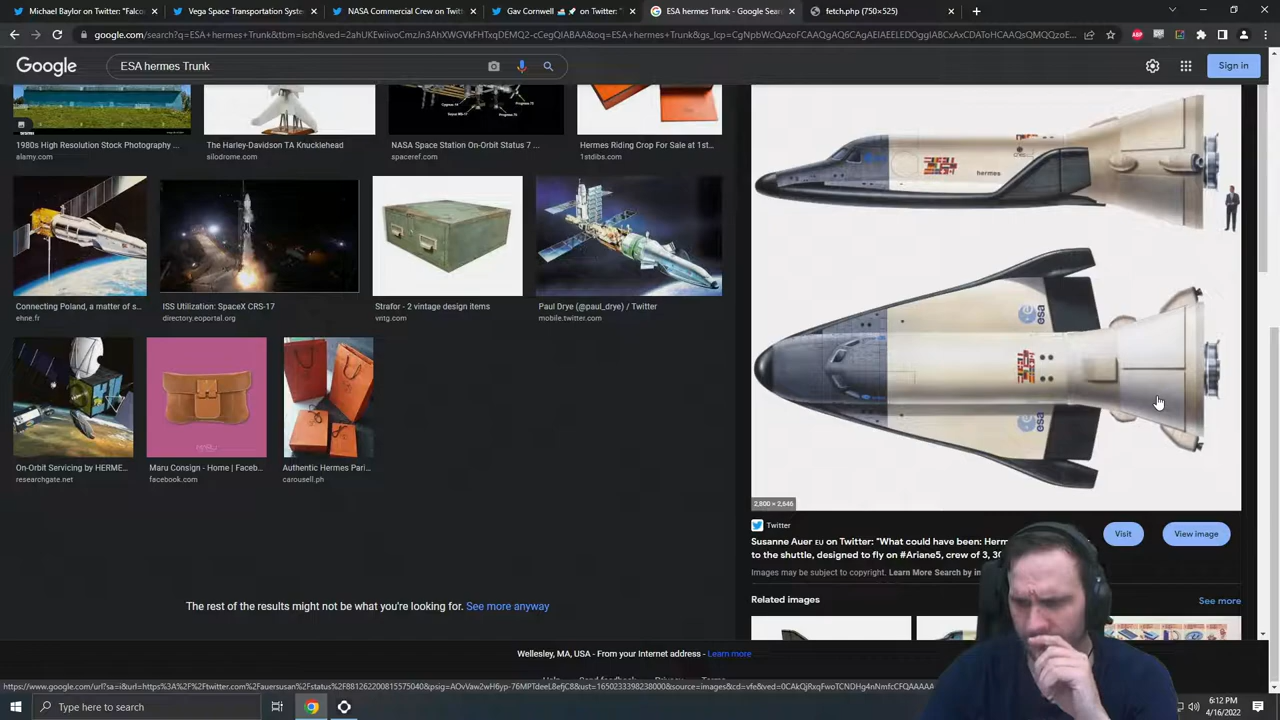 Michael Baylor on Twitter:
Vega Space Transportation Syste
NASA Commercial Crew on Twitt
Gav Cornwell on Twitter: "
ESA hermes Trunk - Google Sear
fetch.php (750×525)
Google
ESA hermes Trunk
Sign in
1980s High Resolution Stock Photography ...
alamy.com
The Harley-Davidson TA Knucklehead
silodrome.com
NASA Space Station On-Orbit Status 7 ...
spaceref.com
Hermes Riding Crop For Sale at 1st...
1stdibs.com
hermes
esa
esa
Connecting Poland, a matter of s...
ehne.fr
ISS Utilization: SpaceX CRS-17
directory.eoportal.org
Strafor - 2 vintage design items
vntg.com
Paul Drye (@paul_drye) / Twitter
mobile.twitter.com
On-Orbit Servicing by HERME...
researchgate.net
Maru Consign - Home | Faceb...
facebook.com
Authentic Hermes Pari...
carousell.ph
2,800 × 2,646
Twitter
Susanne Auer EU on Twitter: "What could have been: Herm
to the shuttle, designed to fly on #Ariane5, crew of 3, 30
Visit
View image
Images may be subject to copyright. Learn More Search by in
Related images
See more
The rest of the results might not be what you're looking for. See more anyway
Wellesley, MA, USA - From your Internet address - Learn more
Type here to search
6:12 PM
4/16/2022